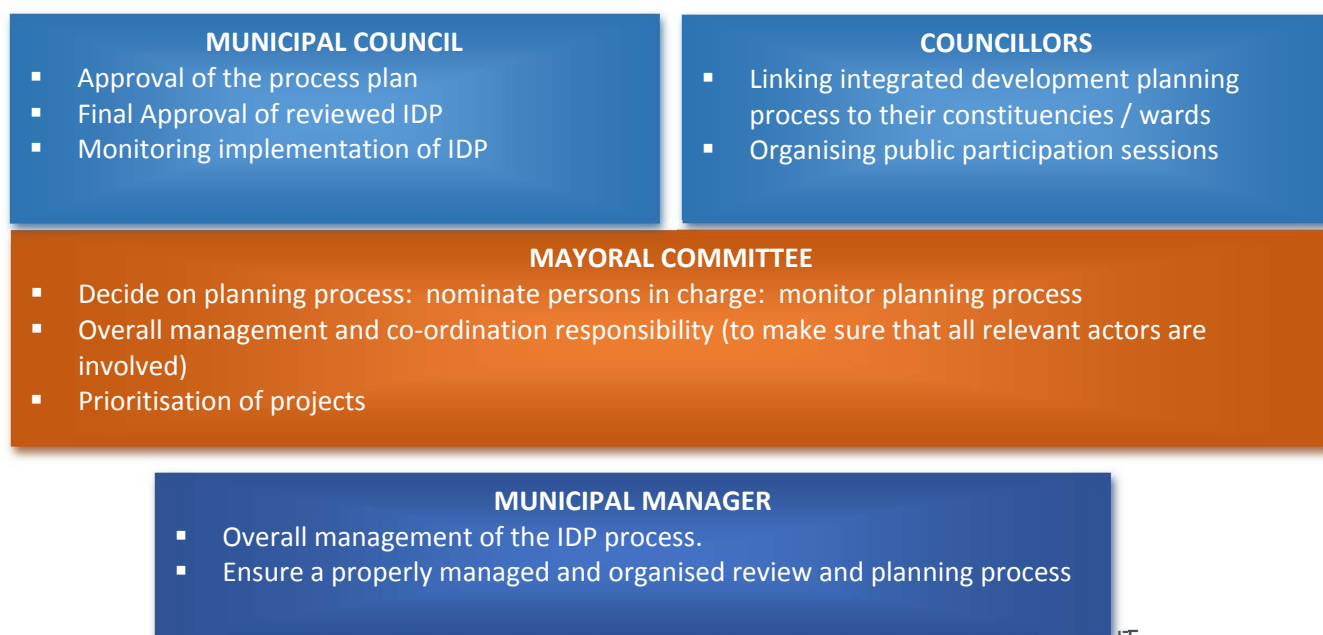 MUNICIPAL COUNCIL
▪ Approval of the process plan
▪ Final Approval of reviewed IDP
▪ Monitoring implementation of IDP
COUNCILLORS
▪ Linking integrated development planning
process to their constituencies / wards
▪ Organising public participation sessions
MAYORAL COMMITTEE
▪ Decide on planning process:  nominate persons in charge:  monitor planning process
▪ Overall management and co-ordination responsibility (to make sure that all relevant actors are
involved)
▪ Prioritisation of projects
MUNICIPAL MANAGER
▪ Overall management of the IDP process.
▪ Ensure a properly managed and organised review and planning process